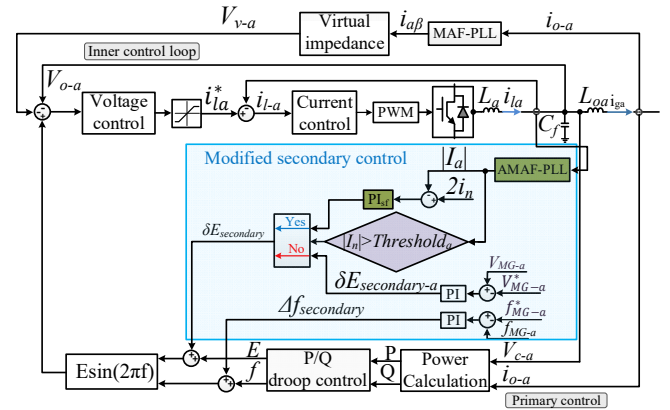 V_{v-a}
Virtual
impedance
i_{αβ}
MAF-PLL
i_{o-a}
Inner control loop
V_{o-a}
Voltage
control
i_{la}^*
i_{l-a}
Current
control
PWM
L_a
i_{la}
L_{oa}
i_{ga}
C_f
Modified secondary control
|I_a|
AMAF-PLL
2i_n
PI_{sf}
Yes
No
|I_n|>Threshold_a
δE_{secondary}
δE_{secondary-a}
PI
V_{MG-a}
V_{MG-a}^*
Δf_{secondary}
PI
f_{MG-a}^*
f_{MG-a}
Esin(2πf)
E
f
P/Q
droop control
P
Q
Power
Calculation
V_{c-a}
i_{o-a}
Primary control